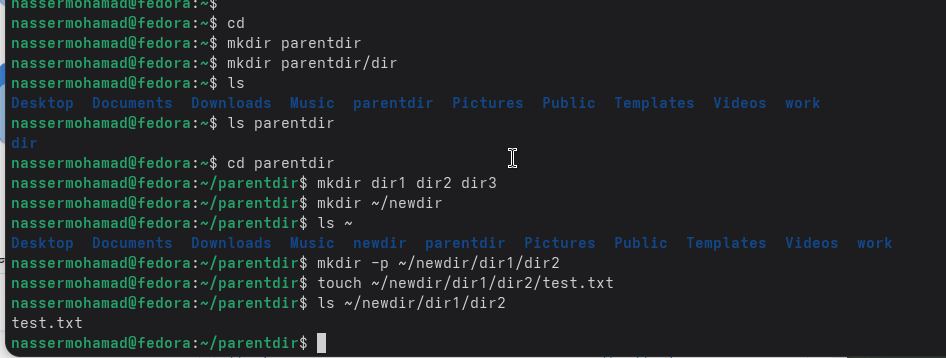 nassermohamad@fedora:~$
nassermohamad@fedora:~$ cd
nassermohamad@fedora:~$ mkdir parentdir
nassermohamad@fedora:~$ mkdir parentdir/dir
nassermohamad@fedora:~$ ls
Desktop  Documents  Downloads  Music  parentdir  Pictures  Public  Templates  Videos  work
nassermohamad@fedora:~$ ls parentdir
dir
nassermohamad@fedora:~$ cd parentdir
nassermohamad@fedora:~/parentdir$ mkdir dir1 dir2 dir3
nassermohamad@fedora:~/parentdir$ mkdir ~/newdir
nassermohamad@fedora:~/parentdir$ ls ~
Desktop  Documents  Downloads  Music  newdir  parentdir  Pictures  Public  Templates  Videos  work
nassermohamad@fedora:~/parentdir$ mkdir -p ~/newdir/dir1/dir2
nassermohamad@fedora:~/parentdir$ touch ~/newdir/dir1/dir2/test.txt
nassermohamad@fedora:~/parentdir$ ls ~/newdir/dir1/dir2
test.txt
nassermohamad@fedora:~/parentdir$